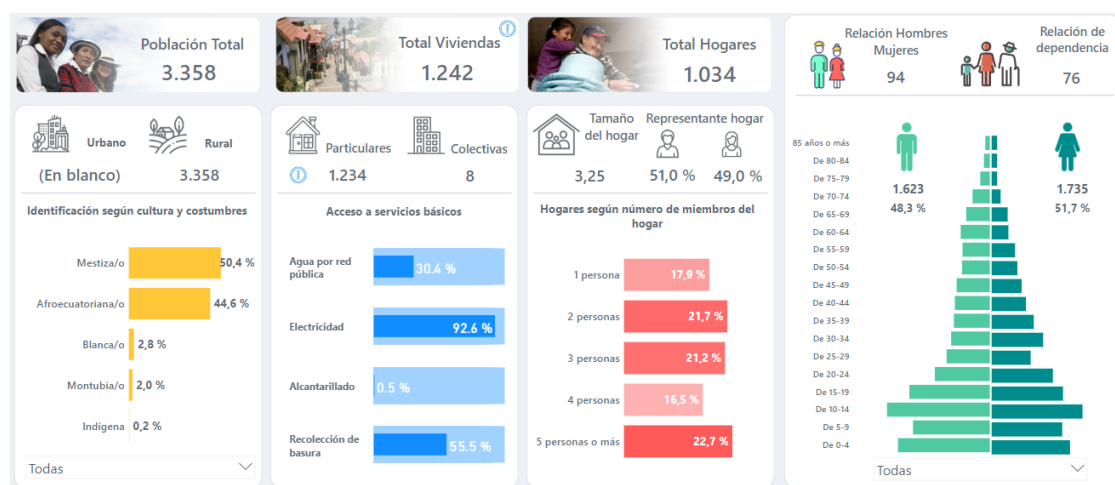 Población Total
3.358
Total Viviendas
1.242
Total Hogares
1.034
Relación Hombres
Mujeres
94
Relación de
dependencia
76
Urbano
Rural
(En blanco)
3.358
Identificación según cultura y costumbres
Mestiza/o
50,4 %
Afroecuatoriana/o
44,6 %
Blanca/o
2,8 %
Montubia/o
2,0 %
Indígena
0,2 %
Todas
Particulares
Colectivas
1.234
8
Acceso a servicios básicos
Agua por red
pública
30.4 %
Electricidad
92.6 %
Alcantarillado
0.5 %
Recolección de
basura
55.5 %
Tamaño
del hogar
Representante hogar
3,25
51,0 %
49,0 %
Hogares según número de miembros del
hogar
1 persona
17,9 %
2 personas
21,7 %
3 personas
21,2 %
4 personas
16,5 %
5 personas o más
22,7 %
85 años o más
De 80-84
De 75-79
De 70-74
De 65-69
De 60-64
De 55-59
De 50-54
De 45-49
De 40-44
De 35-39
De 30-34
De 25-29
De 20-24
De 15-19
De 10-14
De 5-9
De 0-4
1.623
48,3 %
1.735
51,7 %
Todas